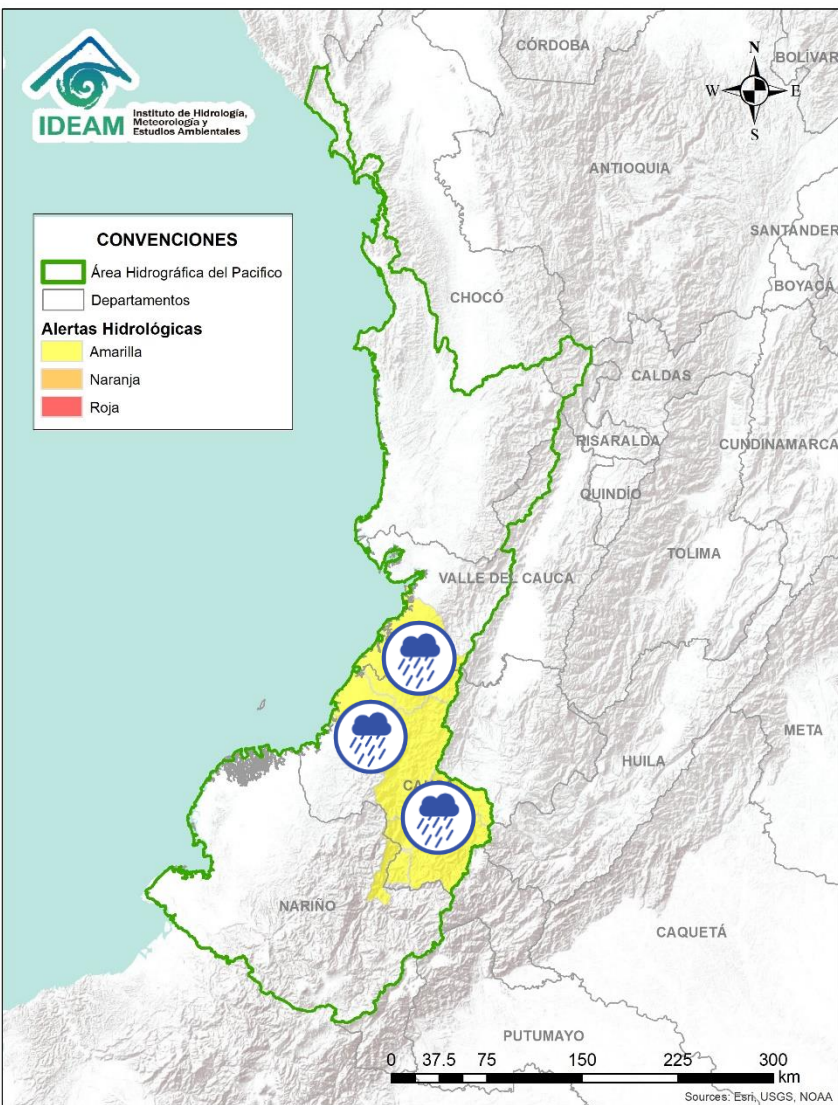 IDEAM
Instituto de Hidrología,
Meteorología y
Estudios Ambientales
N
W
E
S
CÓRDOBA
BOLÍVAR
ANTIOQUIA
SANTANDER
BOYACÁ
CONVENCIONES
Área Hidrográfica del Pacifico
Departamentos
Alertas Hidrológicas
Amarilla
Naranja
Roja
CHOCÓ
CALDAS
RISARALDA
CUNDINAMARCA
QUINDÍO
TOLIMA
VALLE DEL CAUCA
META
HUILA
CA
NARIÑO
CAQUETÁ
PUTUMAYO
0 37.5 75 150 225 300
km
Sources: Esri, USGS, NOAA